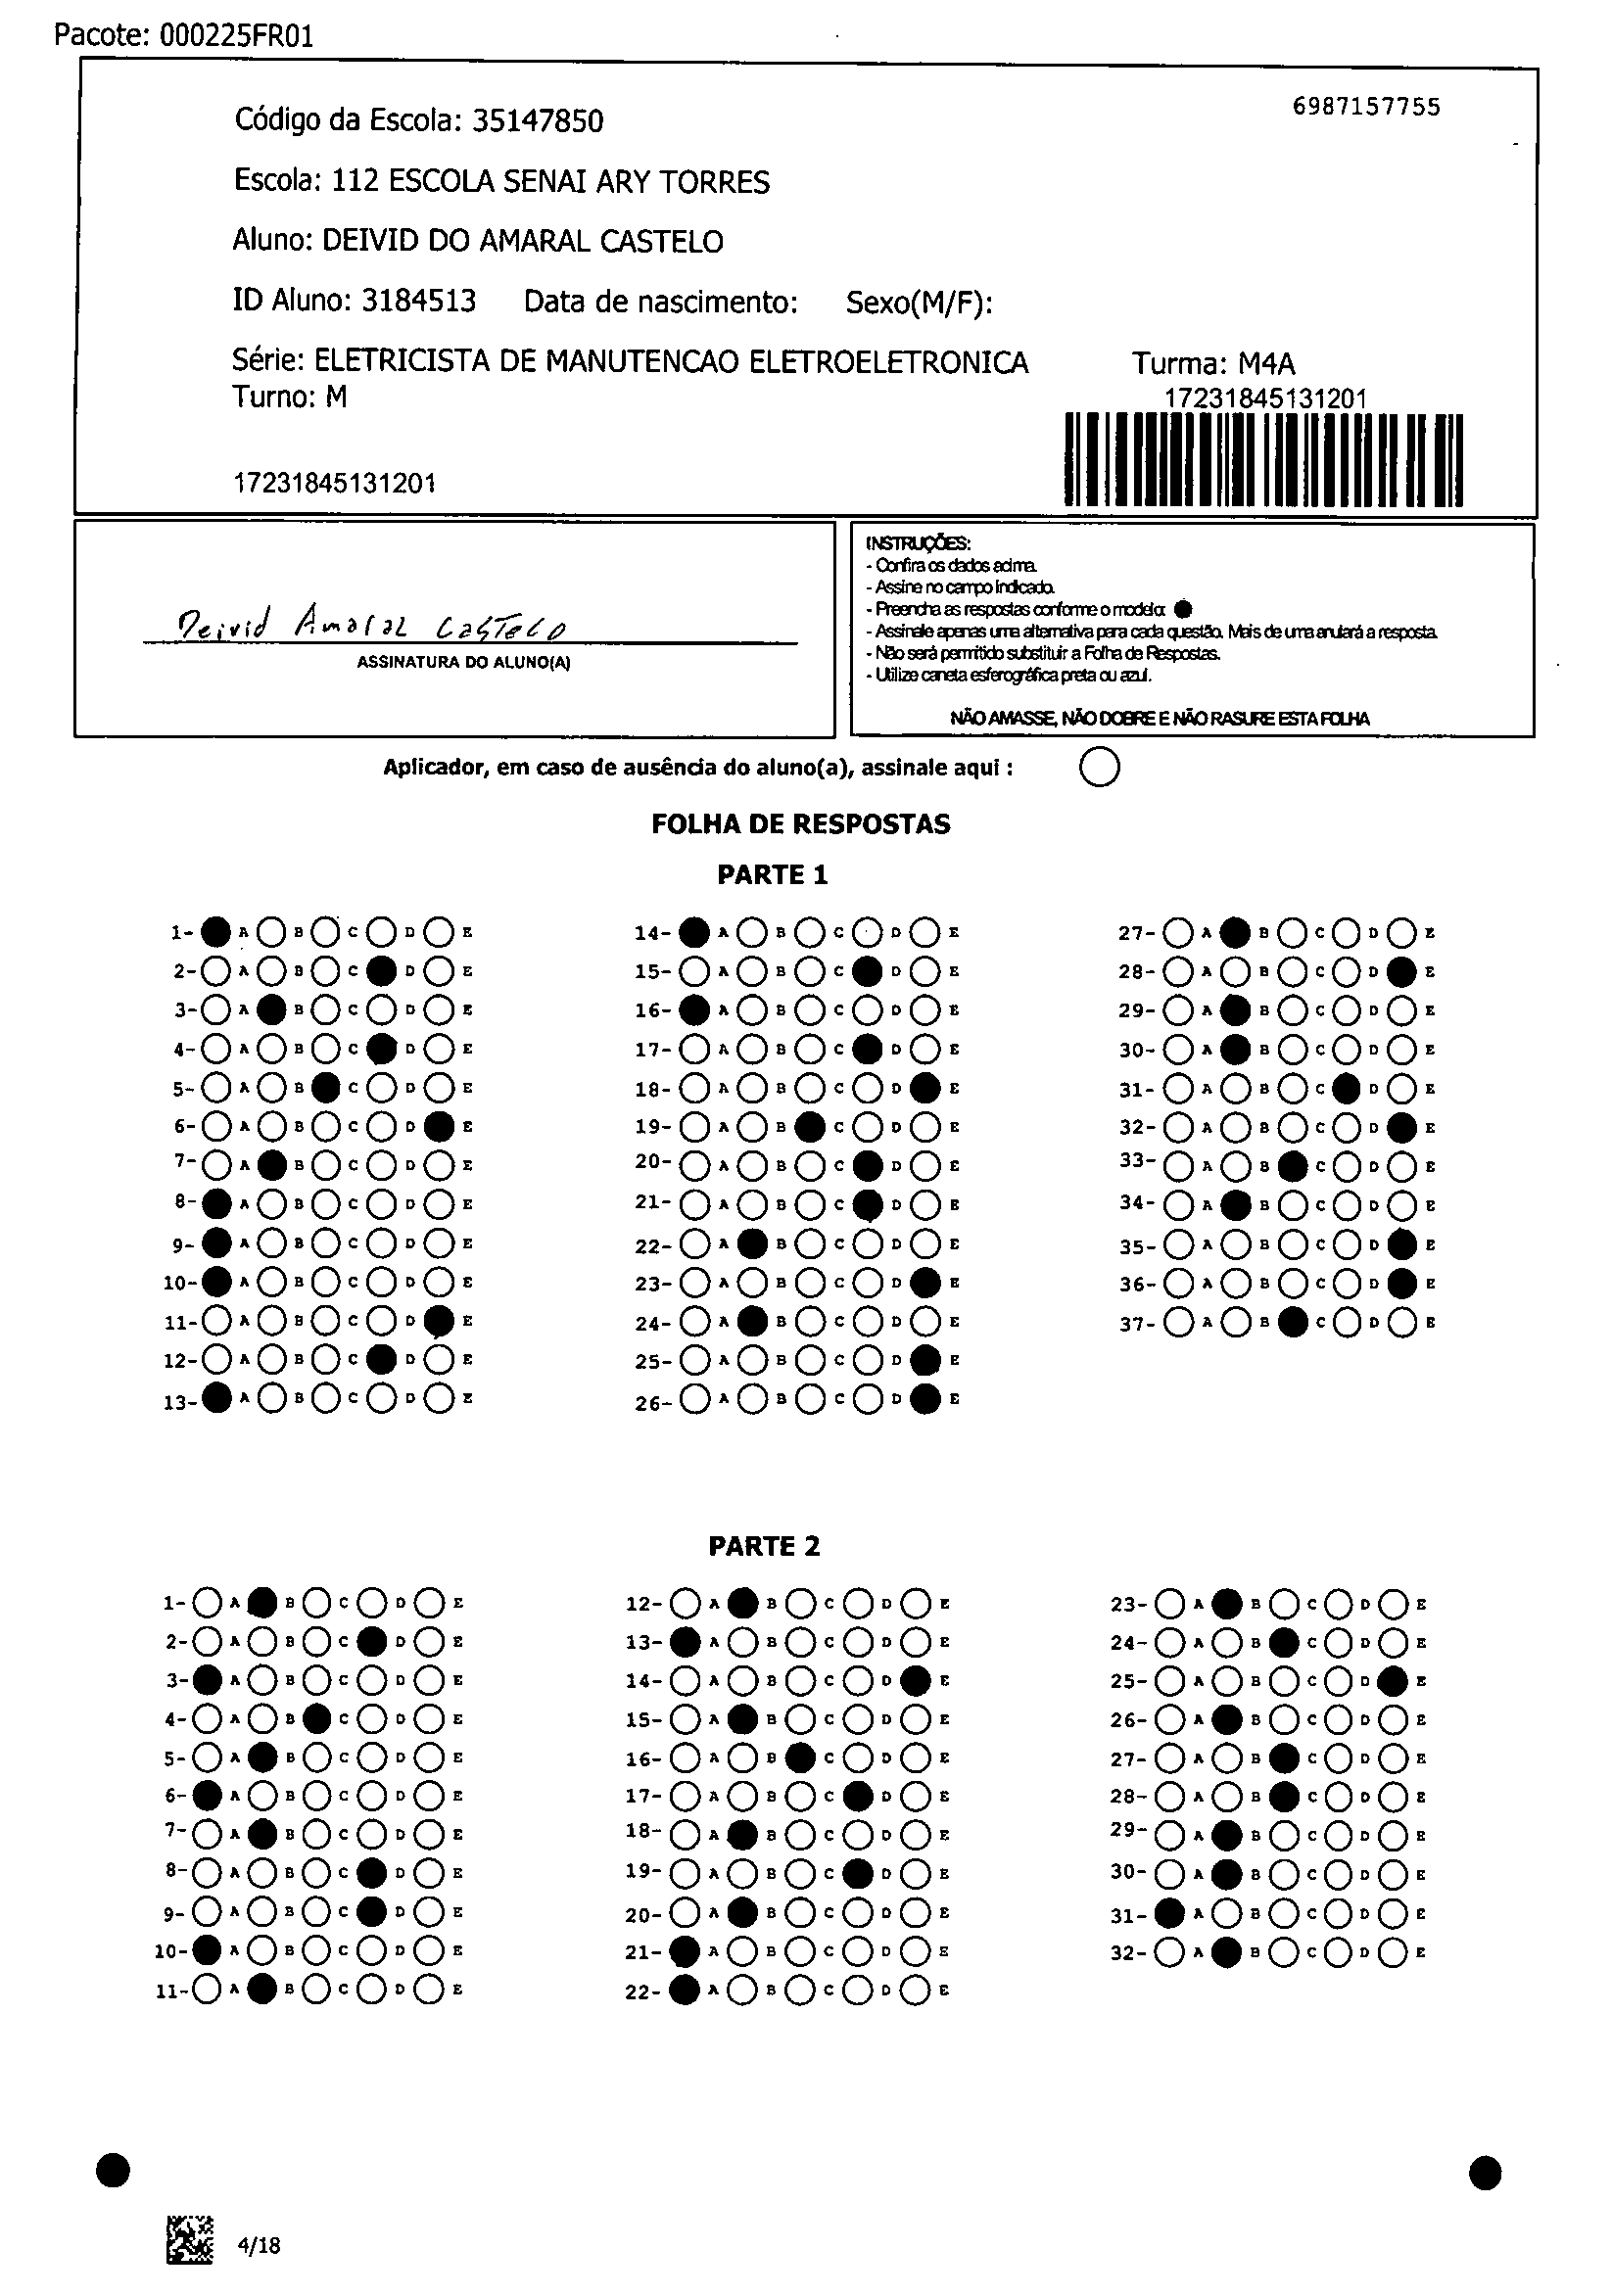 Pacote: 000225FR01
6987157755
Código da Escola: 35147850
Escola: 112 ESCOLA SENAI ARY TORRES
Aluno: DEIVID DO AMARAL CASTELO
ID Aluno: 3184513 Data de nascimento: Sexo(M/F):
Série: ELETRICISTA DE MANUTENCAO ELETROELETRONICA Turma: M4A
Turno: M 17231845131201
17231845131201
Deivid Amaral Castelo
ASSINATURA DO ALUNO(A)
INSTRUÇÕES:
- Confira os dados acima.
- Assine no campo indicado.
- Preencha as respostas conforme o modelo:
- Assinale apenas uma alternativa para cada questão. Mais de uma anulará a resposta.
- Não será permitido substituir a Folha de Respostas.
- Utilize caneta esferográfica preta ou azul.
NÃO AMASSE, NÃO DOBRE E NÃO RASURE ESTA FOLHA
Aplicador, em caso de ausência do aluno(a), assinale aqui :
FOLHA DE RESPOSTAS
PARTE 1
1- A B C D E 14- A B C D E 27- A B C D E
2- A B C D E 15- A B C D E 28- A B C D E
3- A B C D E 16- A B C D E 29- A B C D E
4- A B C D E 17- A B C D E 30- A B C D E
5- A B C D E 18- A B C D E 31- A B C D E
6- A B C D E 19- A B C D E 32- A B C D E
7- A B C D E 20- A B C D E 33- A B C D E
8- A B C D E 21- A B C D E 34- A B C D E
9- A B C D E 22- A B C D E 35- A B C D E
10- A B C D E 23- A B C D E 36- A B C D E
11- A B C D E 24- A B C D E 37- A B C D E
12- A B C D E 25- A B C D E
13- A B C D E 26- A B C D E
PARTE 2
1- A B C D E 12- A B C D E 23- A B C D E
2- A B C D E 13- A B C D E 24- A B C D E
3- A B C D E 14- A B C D E 25- A B C D E
4- A B C D E 15- A B C D E 26- A B C D E
5- A B C D E 16- A B C D E 27- A B C D E
6- A B C D E 17- A B C D E 28- A B C D E
7- A B C D E 18- A B C D E 29- A B C D E
8- A B C D E 19- A B C D E 30- A B C D E
9- A B C D E 20- A B C D E 31- A B C D E
10- A B C D E 21- A B C D E 32- A B C D E
11- A B C D E 22- A B C D E
4/18